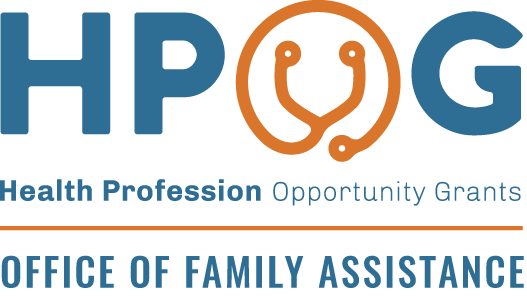 HPOG
Health Profession Opportunity Grants
OFFICE OF FAMILY ASSISTANCE